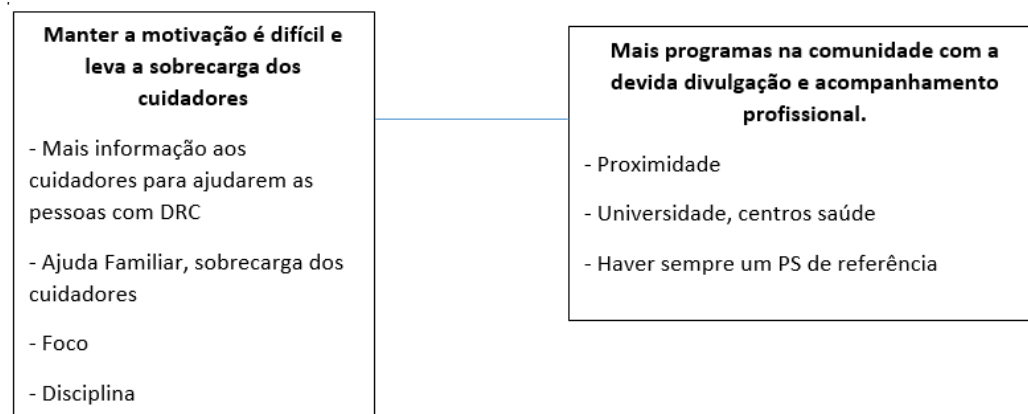 Manter a motivação é difícil e
leva a sobrecarga dos
cuidadores
- Mais informação aos
cuidadores para ajudarem as
pessoas com DRC
- Ajuda Familiar, sobrecarga dos
cuidadores
- Foco
- Disciplina
Mais programas na comunidade com a
devida divulgação e acompanhamento
profissional.
- Proximidade
- Universidade, centros saúde
- Haver sempre um PS de referência